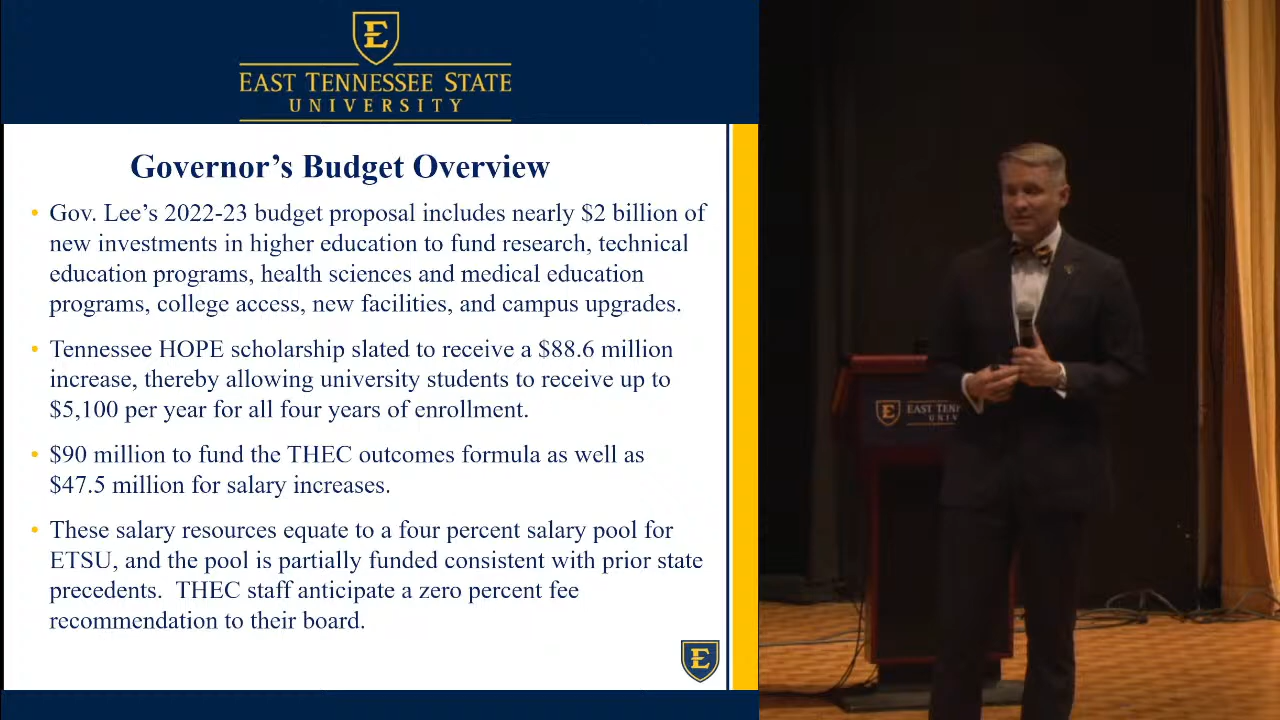 E
EAST TENNESSEE STATE
UNIVERSITY
Governor's Budget Overview
• Gov. Lee's 2022-23 budget proposal includes nearly $2 billion of
new investments in higher education to fund research, technical
education programs, health sciences and medical education
programs, college access, new facilities, and campus upgrades.
• Tennessee HOPE scholarship slated to receive a $88.6 million
increase, thereby allowing university students to receive up to
$5,100 per year for all four years of enrollment.
• $90 million to fund the THEC outcomes formula as well as
$47.5 million for salary increases.
• These salary resources equate to a four percent salary pool for
ETSU, and the pool is partially funded consistent with prior state
precedents.  THEC staff anticipate a zero percent fee
recommendation to their board.
E
E
EAST TENN
UNIV